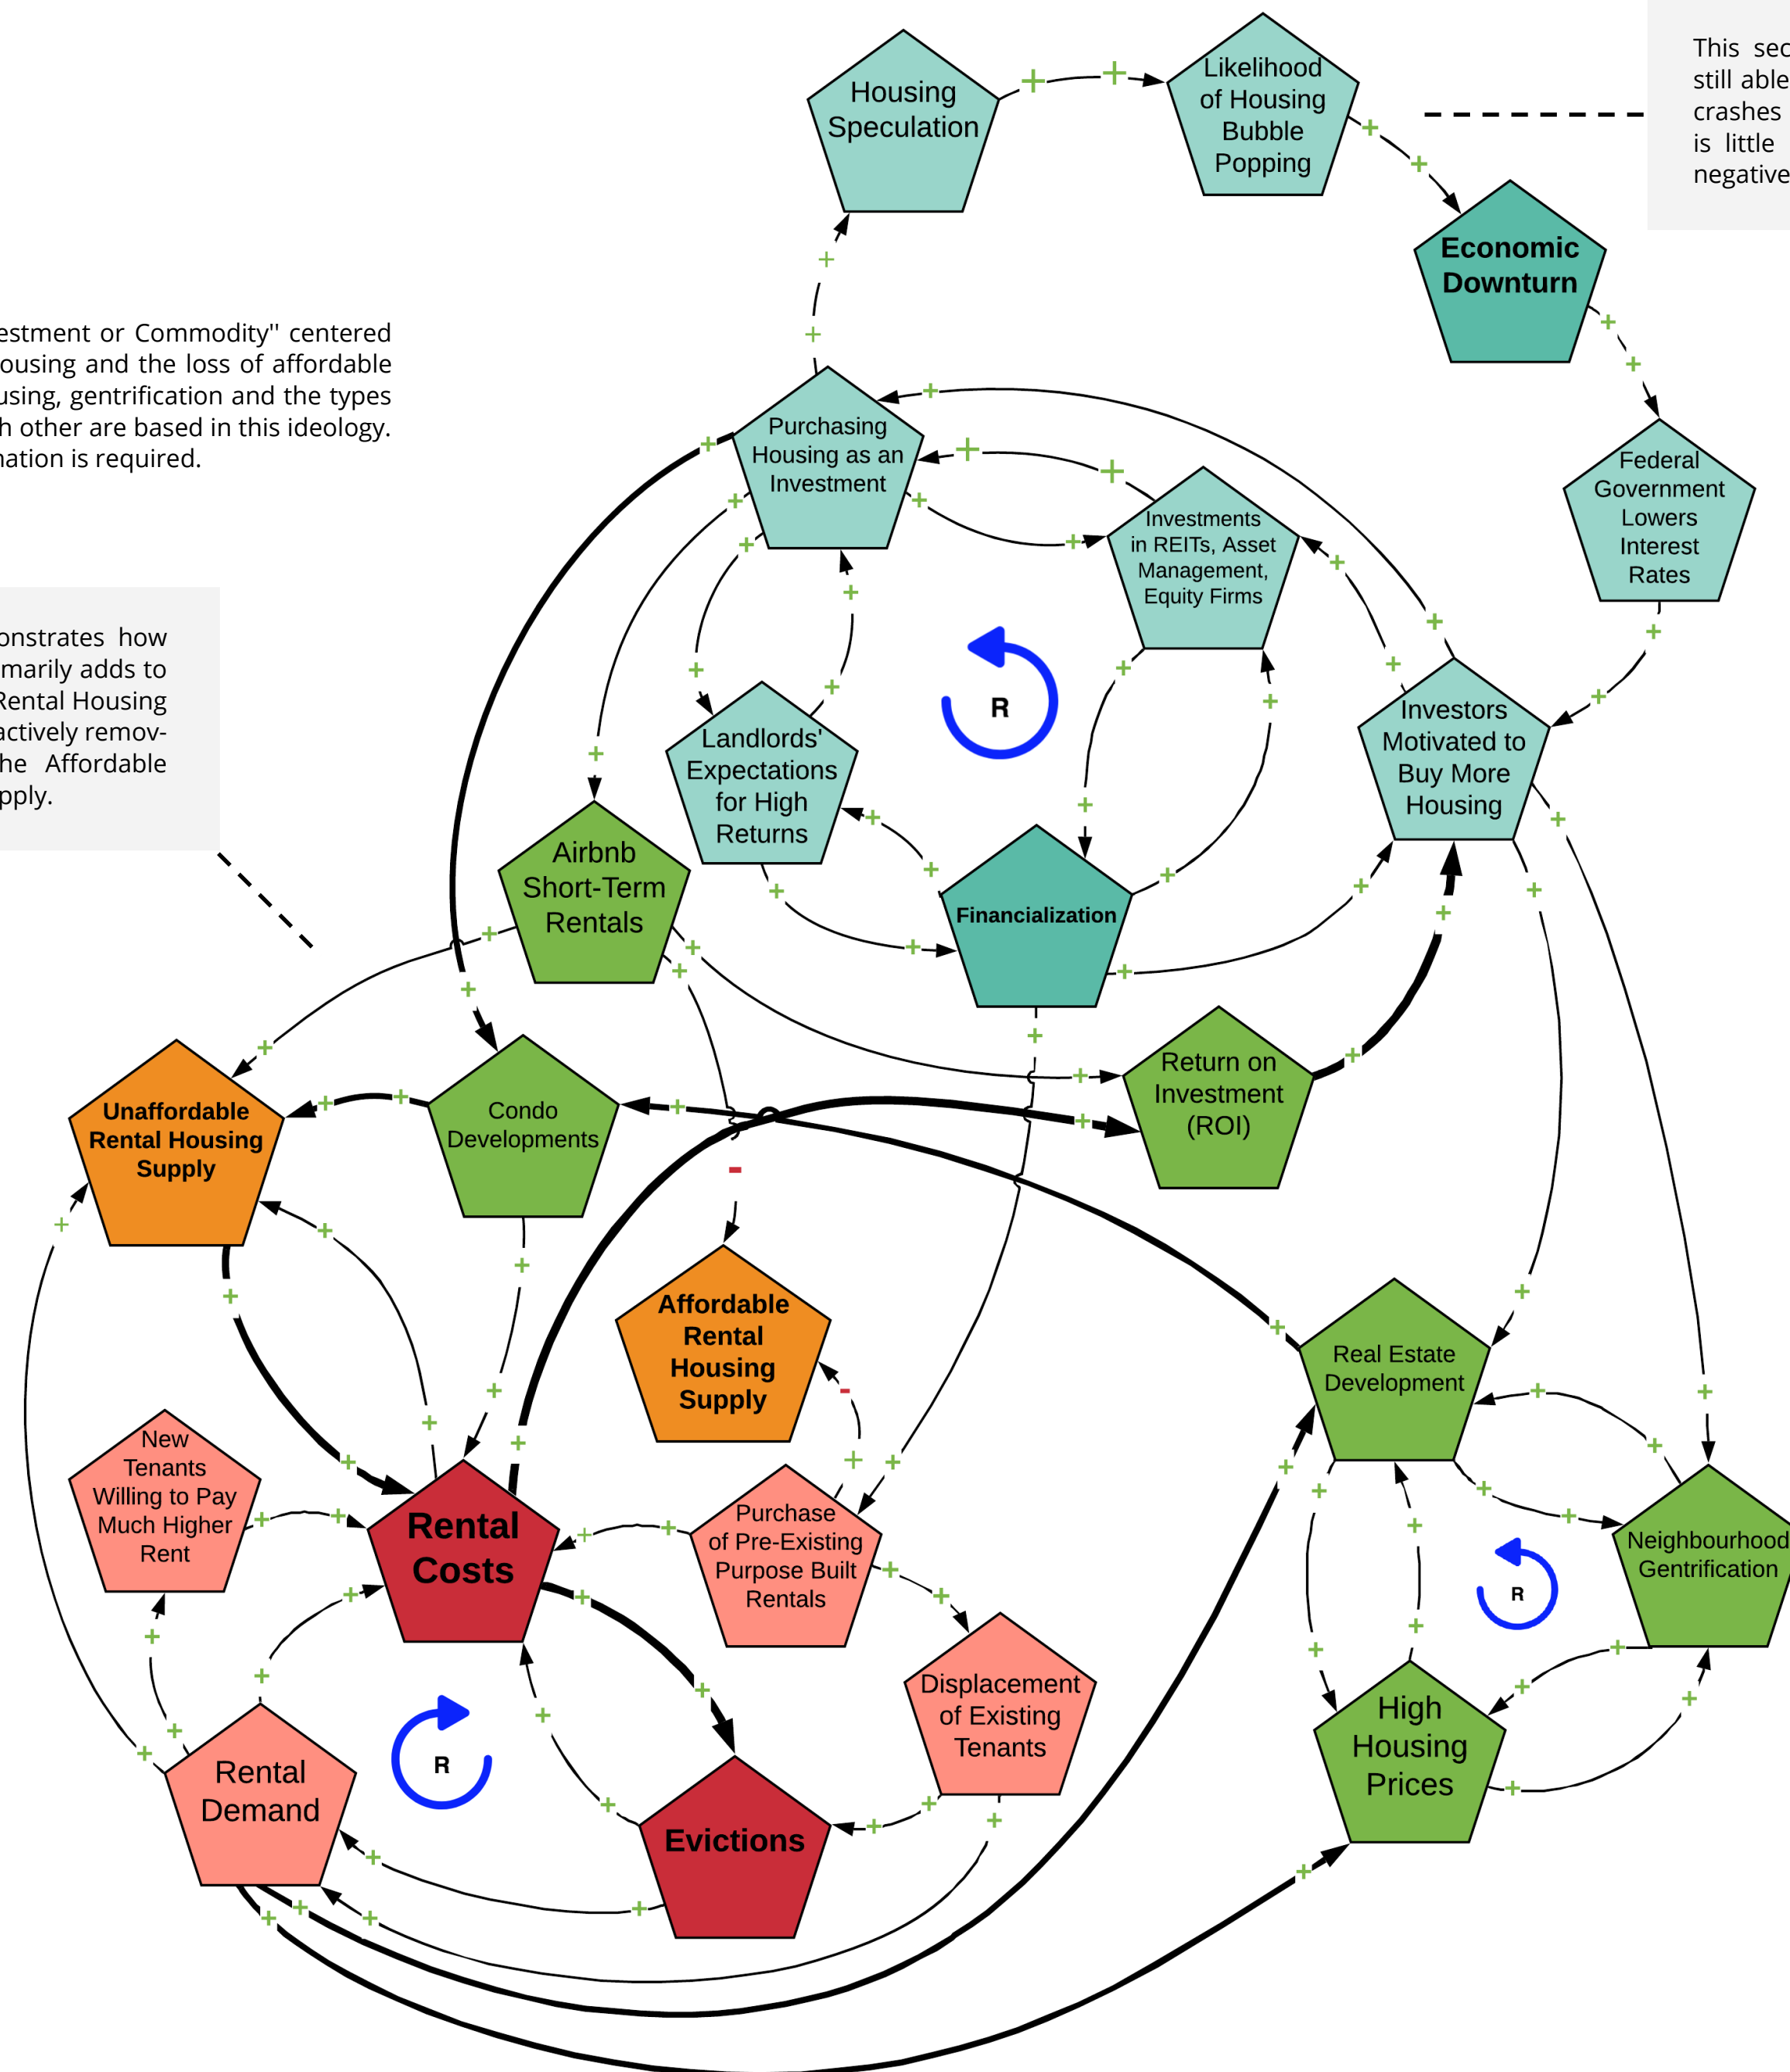 Housing
Speculation
Likelihood
of Housing
Bubble
Popping
This sec
still able
crashes
is little
negative
Economic
Downturn
estment or Commodity" centered
ousing and the loss of affordable
using, gentrification and the types
h other are based in this ideology.
nation is required.
Purchasing
Housing as an
Investment
Federal
Government
Lowers
Interest
Rates
Investments
in REITs, Asset
Management,
Equity Firms
onstrates how
marily adds to
Rental Housing
actively remov-
he Affordable
pply.
R
Investors
Motivated to
Buy More
Housing
Landlords'
Expectations
for High
Returns
Airbnb
Short-Term
Rentals
Financialization
Return on
Investment
(ROI)
Unaffordable
Rental Housing
Supply
Condo
Developments
Affordable
Rental
Housing
Supply
Real Estate
Development
New
Tenants
Willing to Pay
Much Higher
Rent
Rental
Costs
Purchase
of Pre-Existing
Purpose Built
Rentals
Neighbourhood
Gentrification
R
Displacement
of Existing
Tenants
High
Housing
Prices
R
Rental
Demand
Evictions